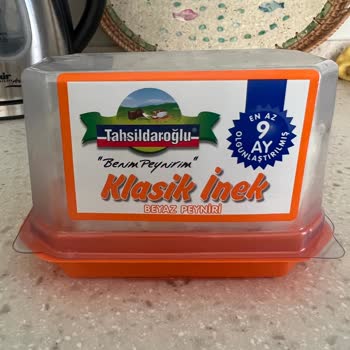 Tahsildaroğlu
"Benim Peynirim"
Klasik İnek
BEYAZ PEYNİRİ
EN AZ
9
AY
OLGUNLAŞTIRILMIŞ